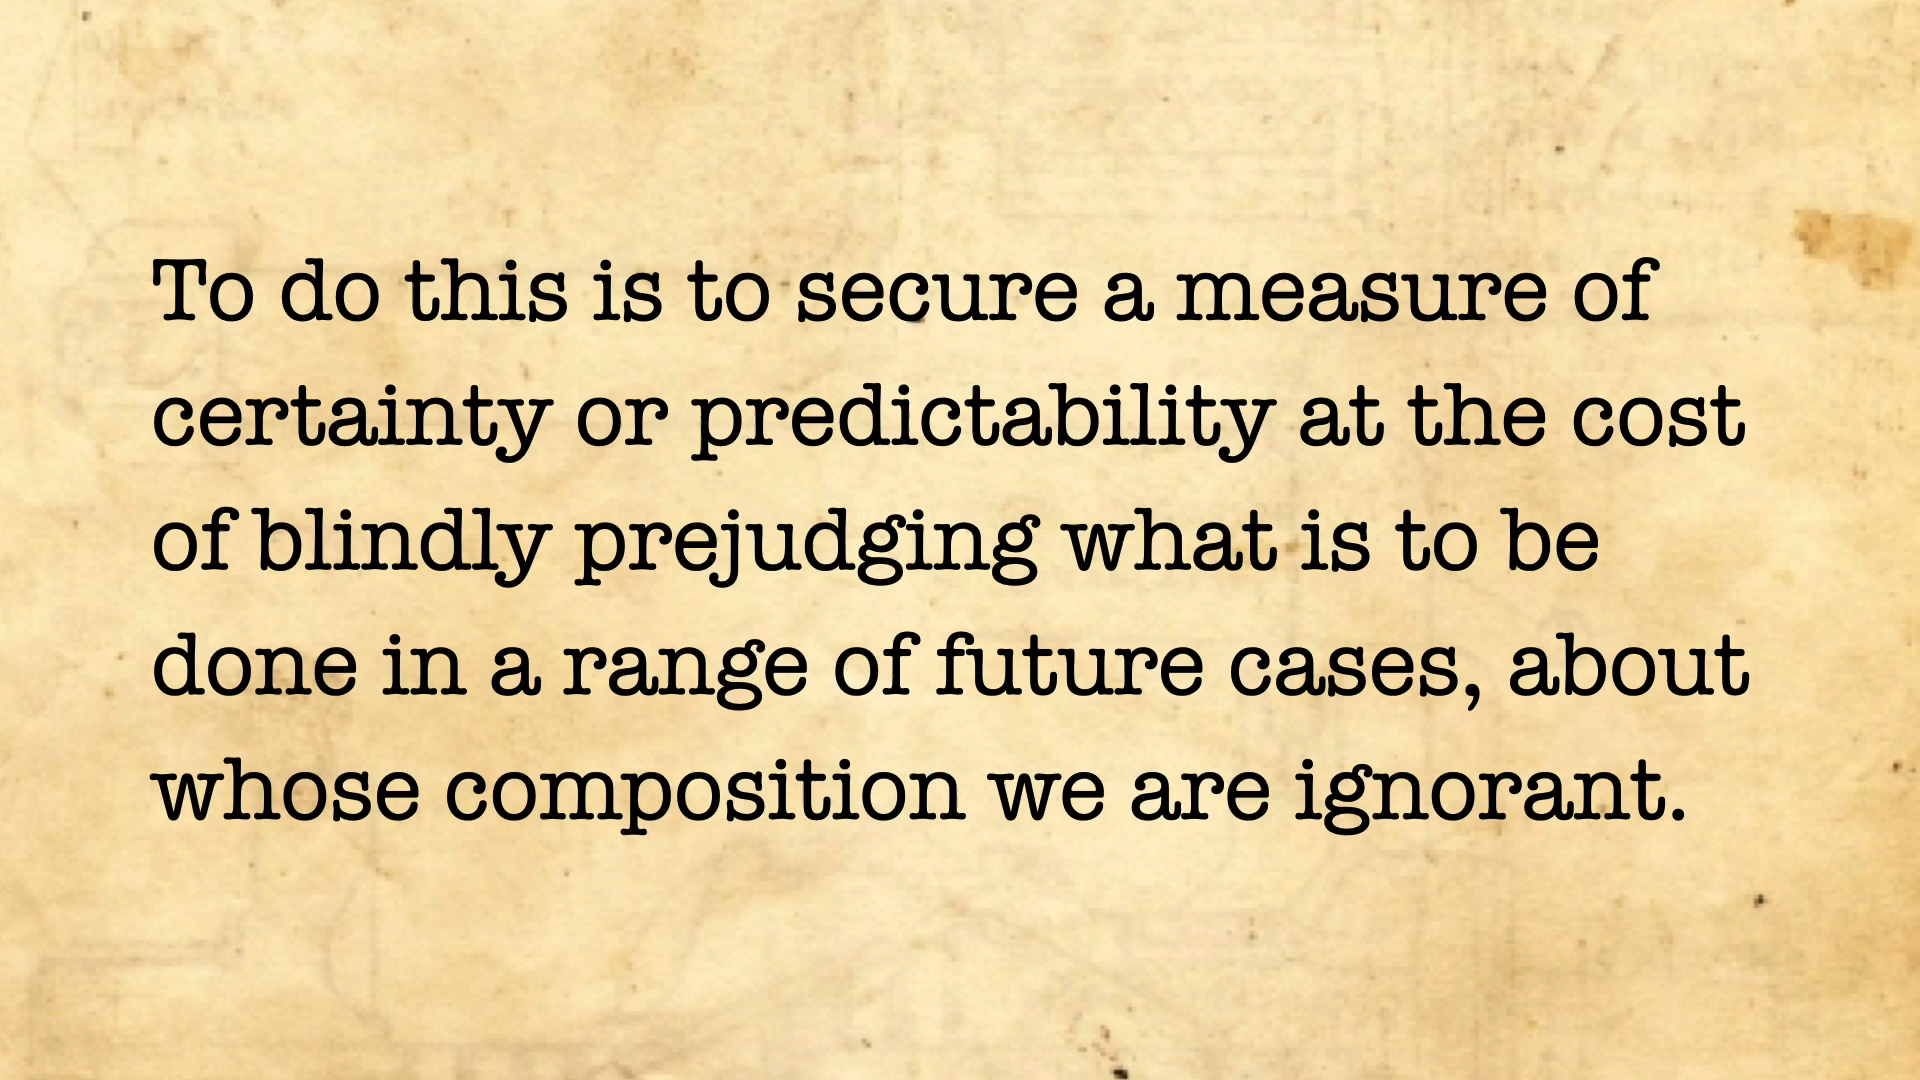 To do this is to secure a measure of
certainty or predictability at the cost
of blindly prejudging what is to be
done in a range of future cases, about
whose composition we are ignorant.